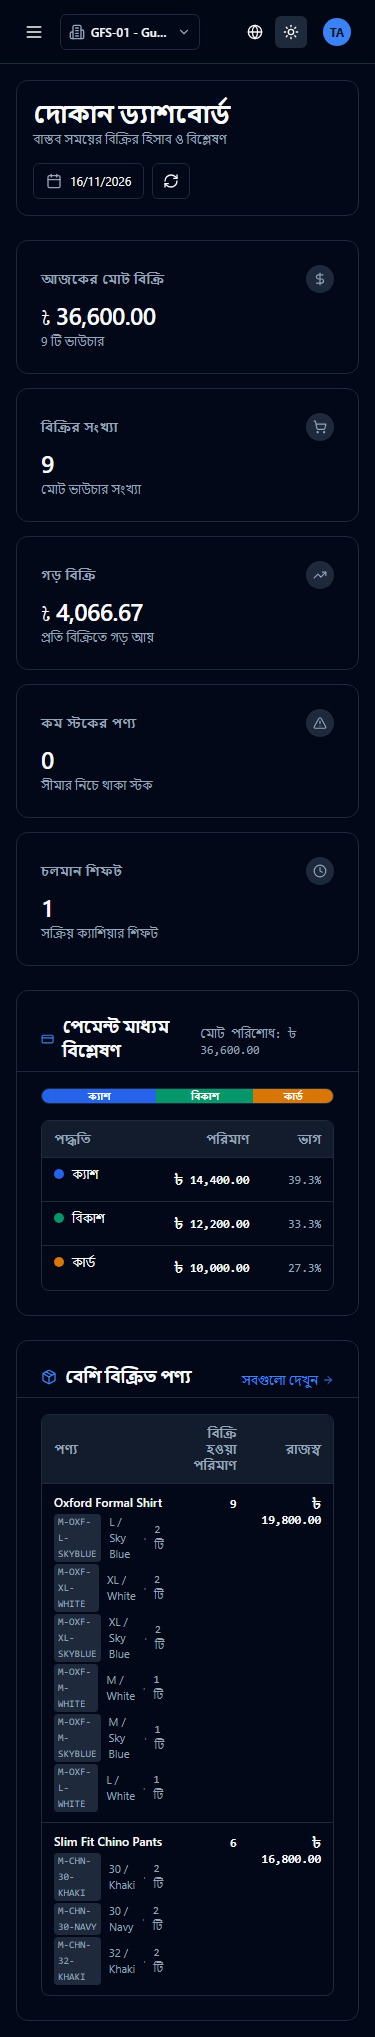 GFS-01 - Gu...
TA
দোকান ড্যাশবোর্ড
বাস্তব সময়ের বিক্রির হিসাব ও বিশ্লেষণ
16/11/2026
আজকের মোট বিক্রি
৳ 36,600.00
9 টি ভাউচার
বিক্রির সংখ্যা
9
মোট ভাউচার সংখ্যা
গড় বিক্রি
৳ 4,066.67
প্রতি বিক্রিতে গড় আয়
কম স্টকের পণ্য
0
সীমার নিচে থাকা স্টক
চলমান শিফট
1
সক্রিয় ক্যাশিয়ার শিফট
পেমেন্ট মাধ্যম
বিশ্লেষণ
মোট পরিশোধ: ৳
36,600.00
ক্যাশ বিকাশ কার্ড
পদ্ধতি পরিমাণ ভাগ
ক্যাশ ৳ 14,400.00 39.3%
বিকাশ ৳ 12,200.00 33.3%
কার্ড ৳ 10,000.00 27.3%
বেশি বিক্রিত পণ্য
সবগুলো দেখুন →
পণ্য
বিক্রি
হওয়া
পরিমাণ
রাজস্ব
Oxford Formal Shirt 9 ৳
19,800.00
M-OXF-
L-
SKYBLUE
L /
Sky
Blue
·
2
টি
M-OXF-
XL-
WHITE
XL /
White
·
2
টি
M-OXF-
XL-
SKYBLUE
XL /
Sky
Blue
·
2
টি
M-OXF-
M-
WHITE
M /
White
·
1
টি
M-OXF-
M-
SKYBLUE
M /
Sky
Blue
·
1
টি
M-OXF-
L-
WHITE
L /
White
·
1
টি
Slim Fit Chino Pants 6 ৳
16,800.00
M-CHN-
30-
KHAKI
30 /
Khaki
·
2
টি
M-CHN-
30-NAVY
30 /
Navy
·
2
টি
M-CHN-
32-
KHAKI
32 /
Khaki
·
2
টি